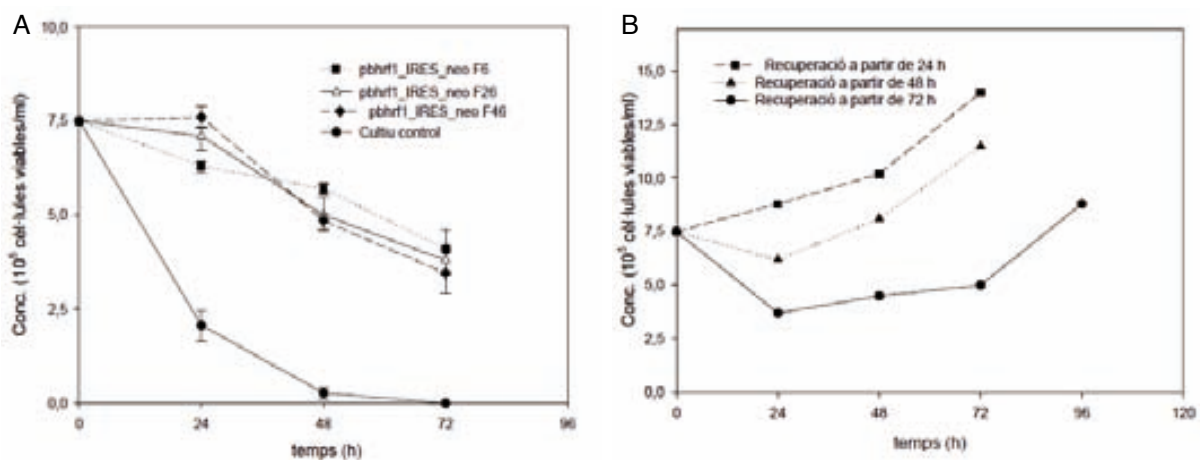 A
10,0
7,5
5,0
2,5
0,0
0
24
48
72
96
temps (h)
Conc. (10⁵ cèl·lules viables/ml)
pbhrf1_IRES_neo F6
pbhrf1_IRES_neo F26
pbhrf1_IRES_neo F46
Cultiu control
B
15,0
12,5
10,0
7,5
5,0
2,5
0,0
0
24
48
72
96
120
temps (h)
Conc. (10⁵ cèl·lules viables/ml)
Recuperació a partir de 24 h
Recuperació a partir de 48 h
Recuperació a partir de 72 h